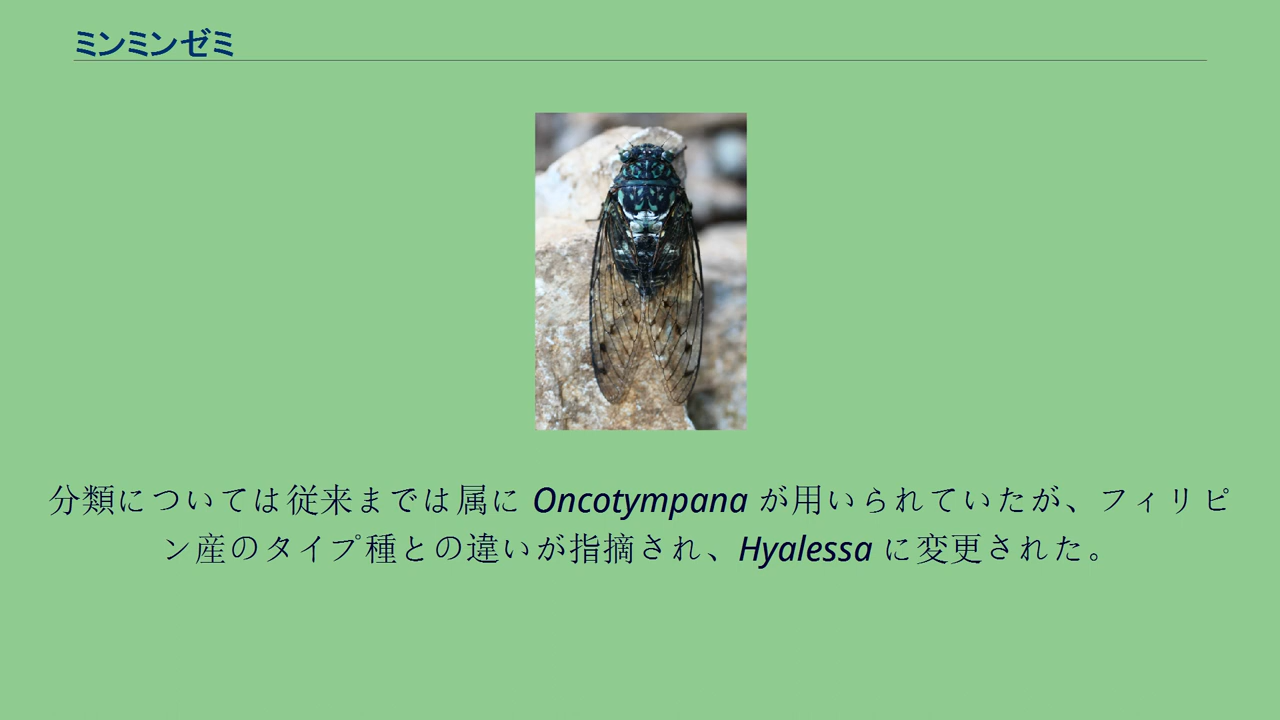 ミンミンゼミ
分類については従来までは属に Oncotympana が用いられていたが、フィリピ
ン産のタイプ種との違いが指摘され、Hyalessa に変更された。